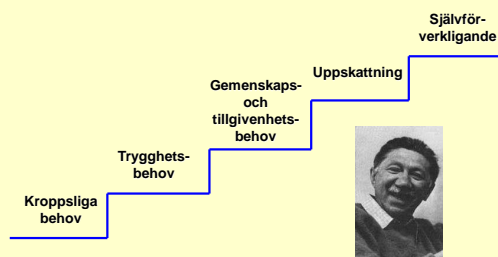 Självför-
verkligande
Uppskattning
Gemenskaps-
och
tillgivenhets-
behov
Trygghets-
behov
Kroppsliga
behov